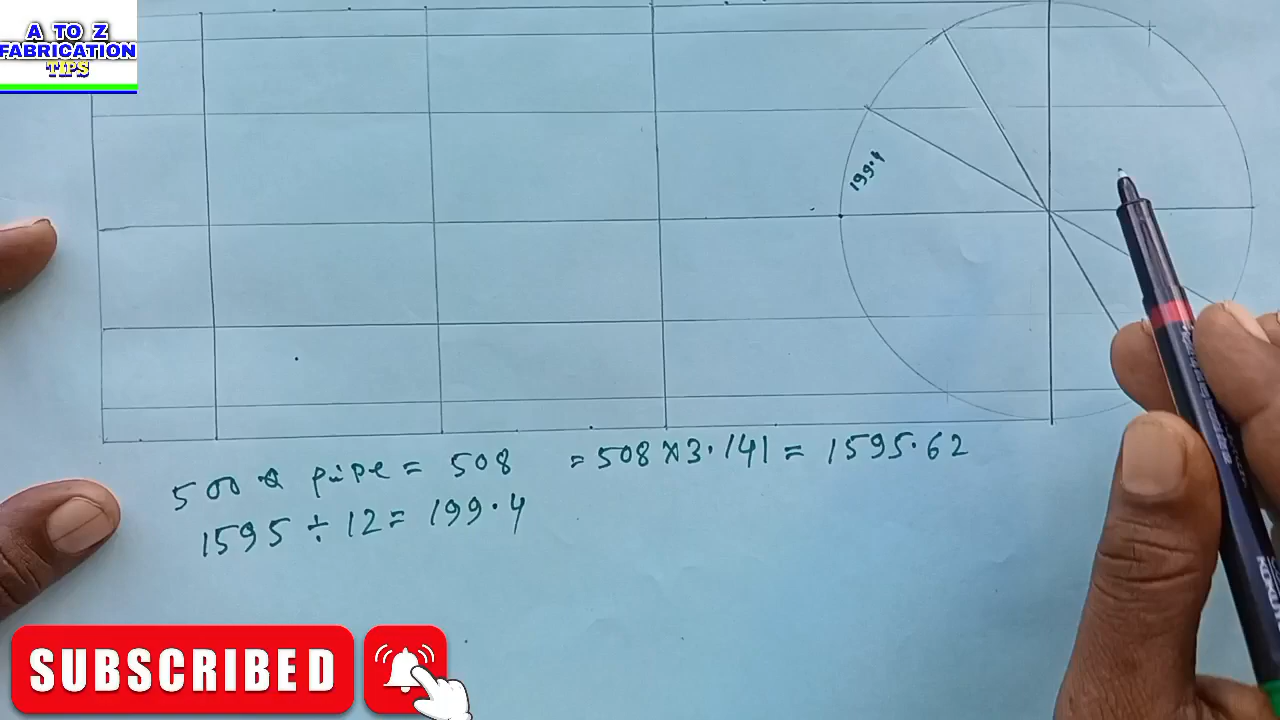 A TO Z
FABRICATION
TIPS
199.4
500 pipe = 508 = 508 × 3.141 = 1595.62
1595 ÷ 12 = 199.4
SUBSCRIBED